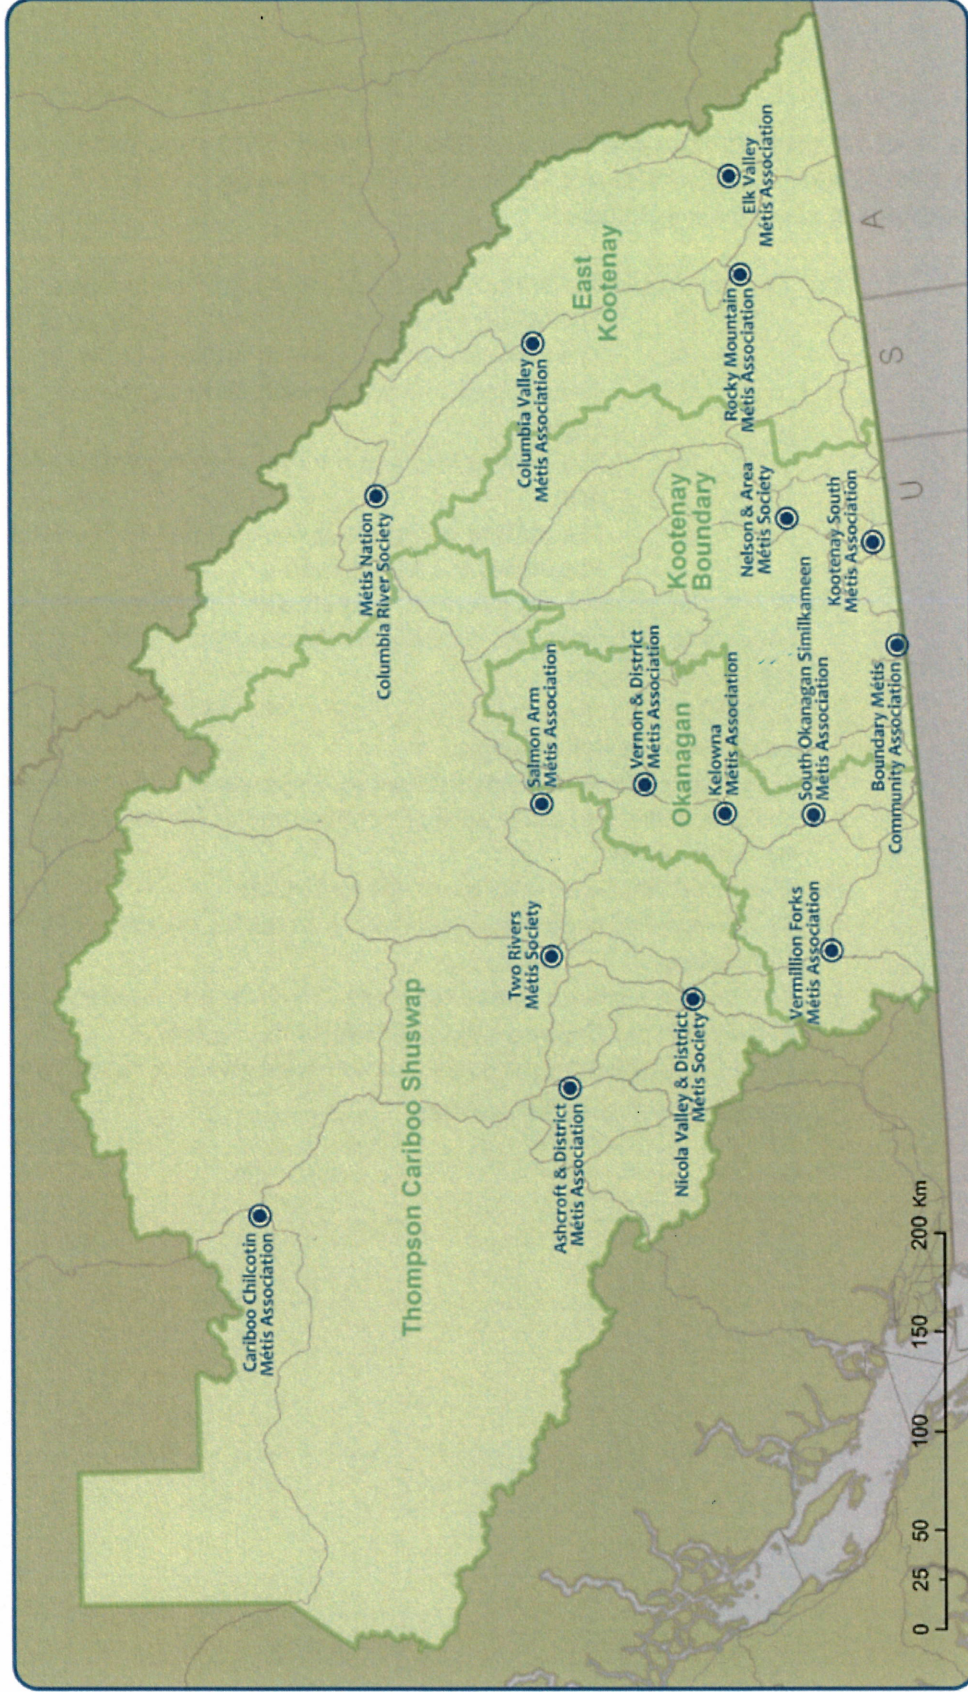 Cariboo Chilcotin
Métis Association
Thompson Cariboo Shuswap
Métis Nation
Columbia River Society
Ashcroft & District
Métis Association
Two Rivers
Métis Society
Salmon Arm
Métis Association
Columbia Valley
Métis Association
East
Kootenay
Nicola Valley & District
Métis Society
Okanagan
Vernon & District
Métis Association
Kelowna
Métis Association
Kootenay
Boundary
Nelson & Area
Métis Society
Rocky Mountain
Métis Association
Elk Valley
Métis Association
Vermillion Forks
Métis Association
South Okanagan Similkameen
Métis Association
Kootenay South
Métis Association
Boundary Métis
Community Association
U S A
0 25 50 100 150 200 Km